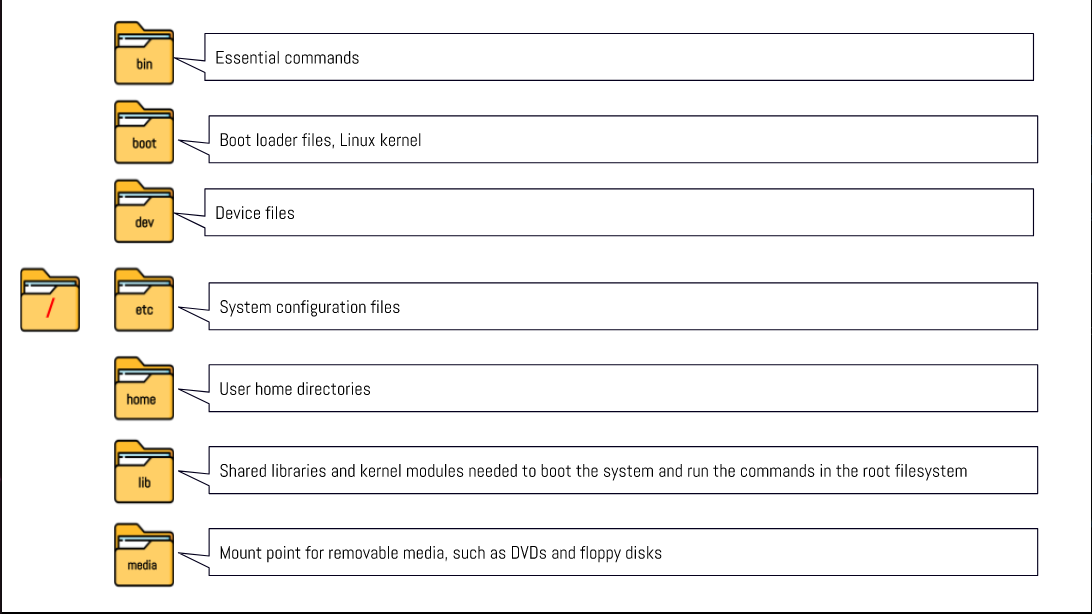 bin
Essential commands
boot
Boot loader files, Linux kernel
dev
Device files
/
etc
System configuration files
home
User home directories
lib
Shared libraries and kernel modules needed to boot the system and run the commands in the root filesystem
media
Mount point for removable media, such as DVDs and floppy disks